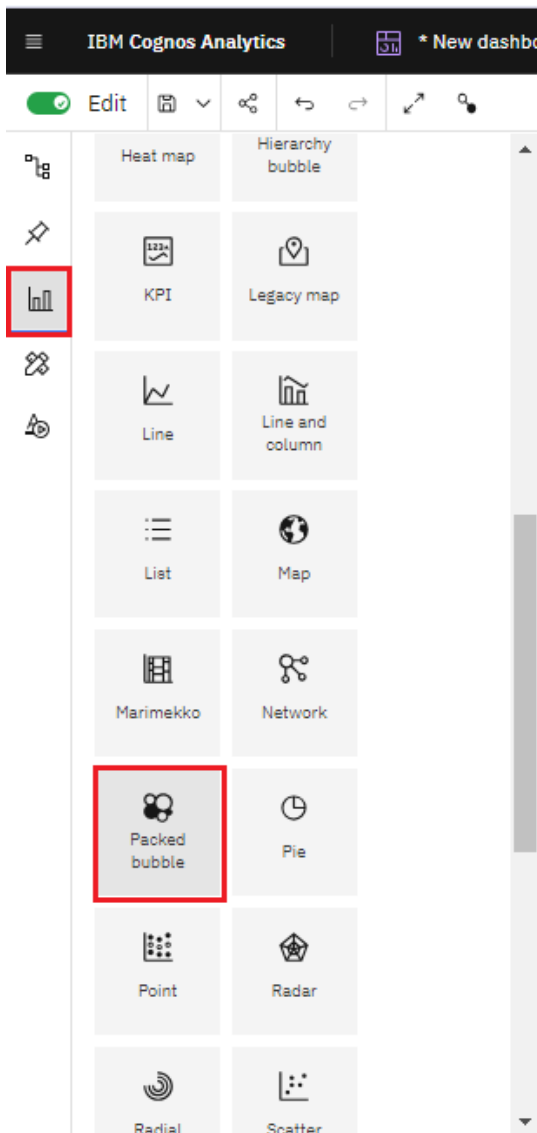 IBM Cognos Analytics
* New dashbo
Edit
Heat map
Hierarchy
bubble
123
KPI
Legacy map
Line
Line and
column
List
Map
Marimekko
Network
Packed
bubble
Pie
Point
Radar
Radial
Scatter